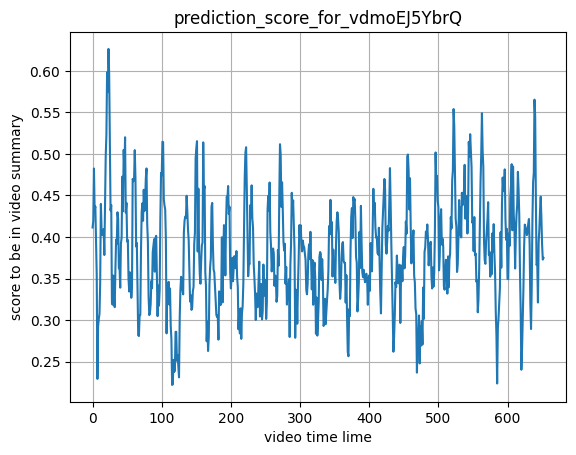 prediction_score_for_vdmoEJ5YbrQ
score to be in video summary
0.60
0.55
0.50
0.45
0.40
0.35
0.30
0.25
0 100 200 300 400 500 600
video time lime